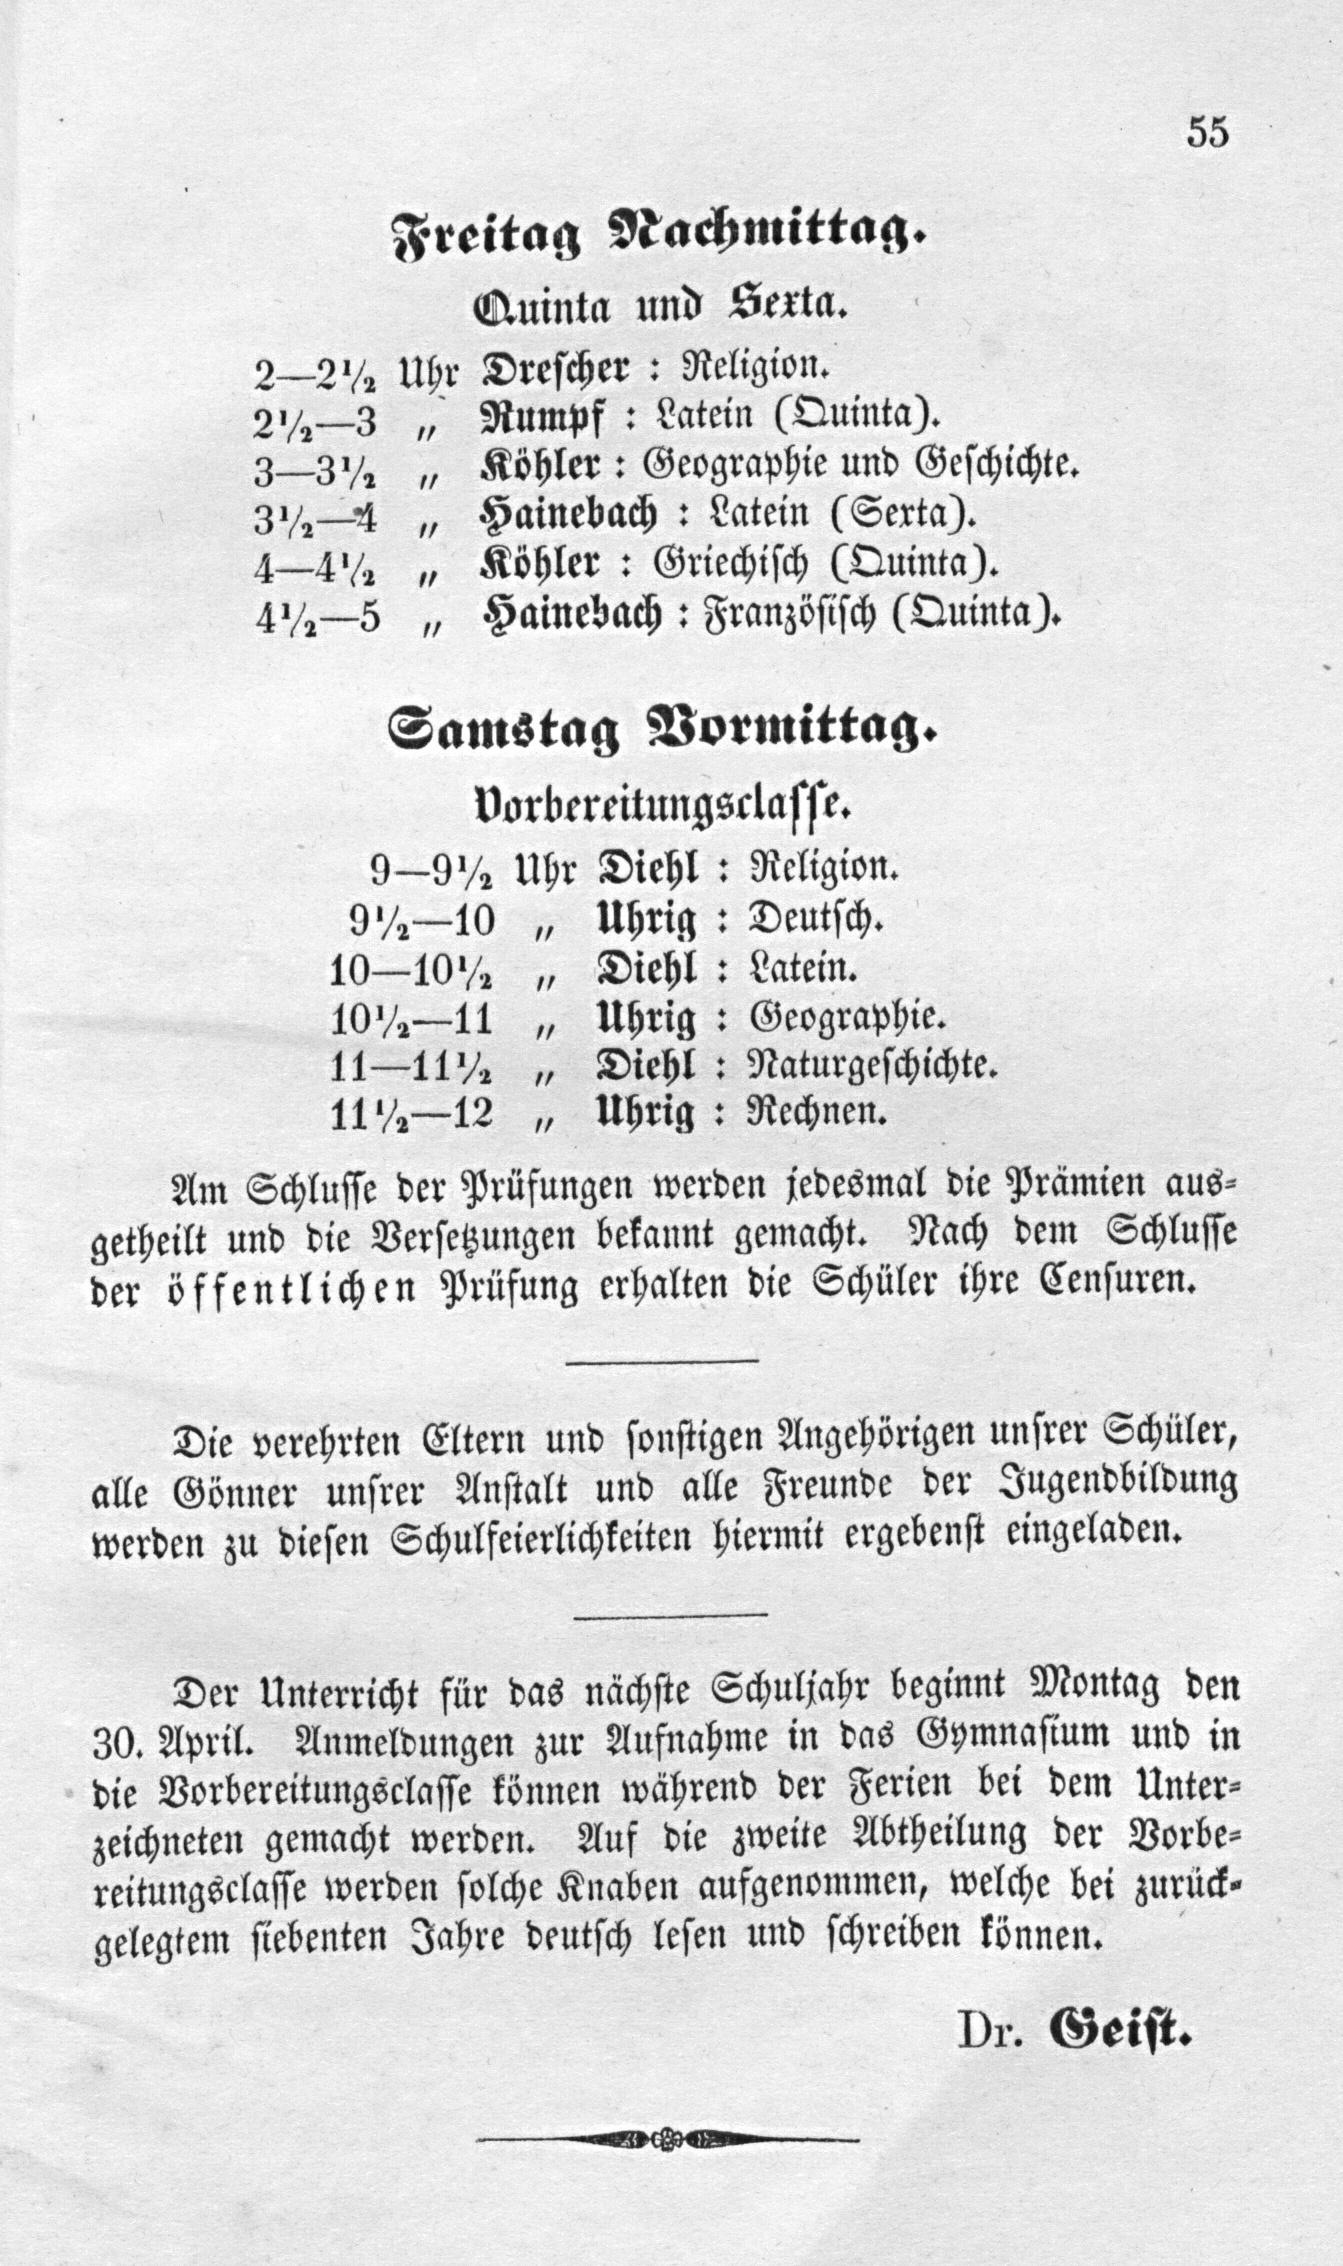 55
Freitag Nachmittag.
Quinta und Sexta.
2—2½ Uhr Drescher : Religion.
2½—3 „ Rumpf : Latein (Quinta).
3—3½ „ Köhler : Geographie und Geschichte.
3½—4 „ Hainebach : Latein (Sexta).
4—4½ „ Köhler : Griechisch (Quinta).
4½—5 „ Hainebach : Französisch (Quinta).
Samstag Vormittag.
Vorbereitungsclasse.
9—9½ Uhr Diehl : Religion.
9½—10 „ Uhrig : Deutsch.
10—10½ „ Diehl : Latein.
10½—11 „ Uhrig : Geographie.
11—11½ „ Diehl : Naturgeschichte.
11½—12 „ Uhrig : Rechnen.
Am Schlusse der Prüfungen werden jedesmal die Prämien aus-
getheilt und die Versetzungen bekannt gemacht. Nach dem Schlusse
der öffentlichen Prüfung erhalten die Schüler ihre Censuren.
Die verehrten Eltern und sonstigen Angehörigen unsrer Schüler,
alle Gönner unsrer Anstalt und alle Freunde der Jugendbildung
werden zu diesen Schulfeierlichkeiten hiermit ergebenst eingeladen.
Der Unterricht für das nächste Schuljahr beginnt Montag den
30. April. Anmeldungen zur Aufnahme in das Gymnasium und in
die Vorbereitungsclasse können während der Ferien bei dem Unter-
zeichneten gemacht werden. Auf die zweite Abtheilung der Vorbe-
reitungsclasse werden solche Knaben aufgenommen, welche bei zurück-
gelegtem siebenten Jahre deutsch lesen und schreiben können.
Dr. Geist.